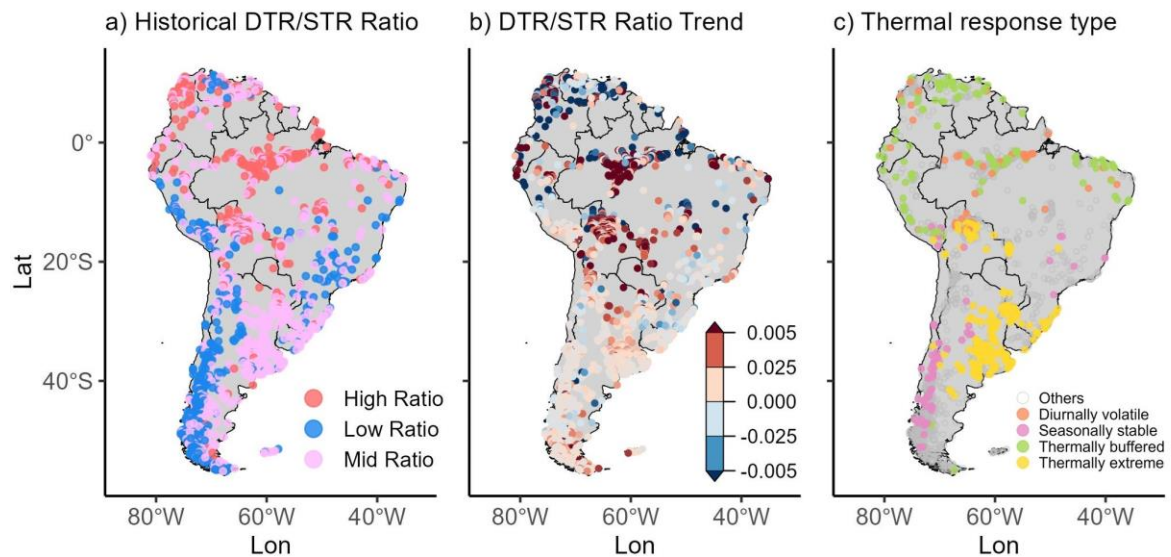 a) Historical DTR/STR Ratio
b) DTR/STR Ratio Trend
c) Thermal response type
Lat
0°
20°S
40°S
High Ratio
Low Ratio
Mid Ratio
80°W 60°W 40°W
Lon
0.005
0.025
0.000
-0.025
-0.005
80°W 60°W 40°W
Lon
Others
Diurnally volatile
Seasonally stable
Thermally buffered
Thermally extreme
80°W 60°W 40°W
Lon